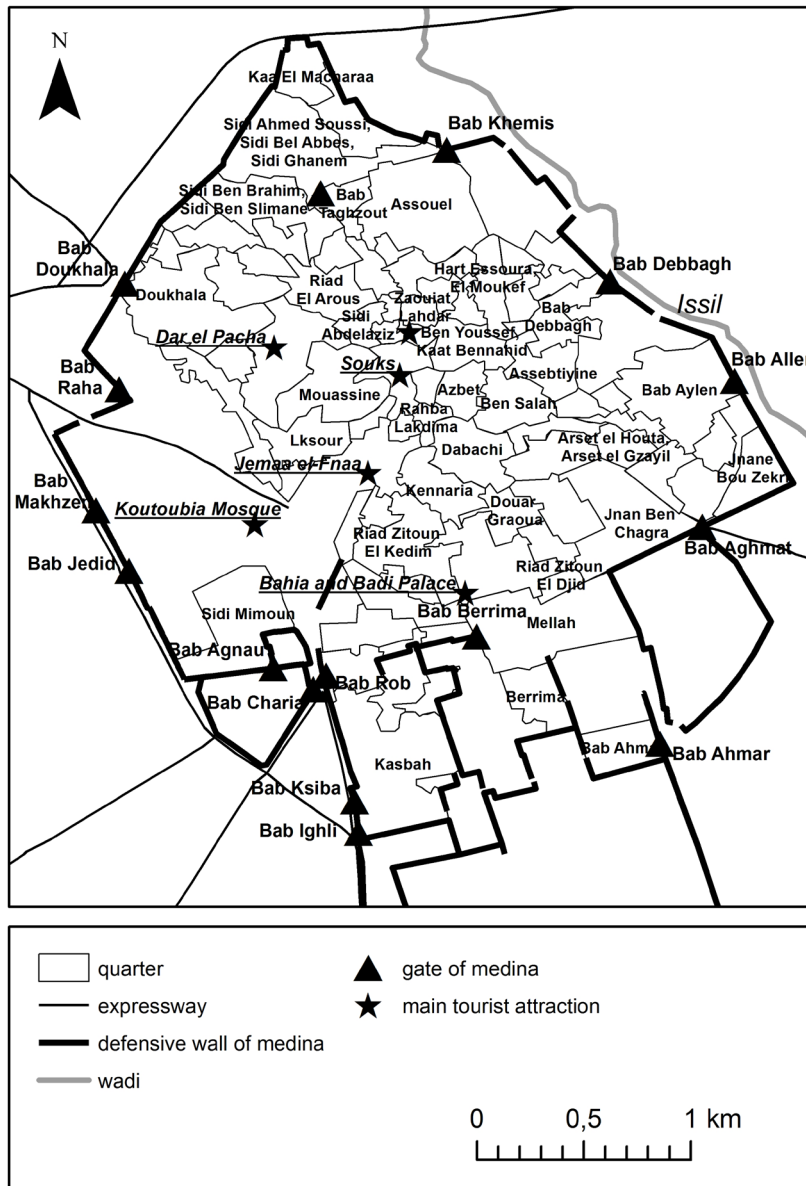 N
Kaa El Macharaa
Sidi Ahmed Soussi,
Sidi Bel Abbes,
Sidi Ghanem
Bab Khemis
Sidi Ben Brahim,
Sidi Ben Slimane
Bab
Taghzout
Assouel
Bab
Doukhala
Doukhala
Riad
El Arous
Hart Essoura,
El Moukef
Bab Debbagh
Issil
Zaouiat
Lahdar
Sidi
Abdelaziz
Bab
Debbagh
Ben Youssef,
Kaat Bennahid
Dar el Pacha
Souks
Bab
Raha
Mouassine
Azbet
Assebtiyine
Ben Salah
Bab Aylen
Bab Allen
Rahba
Lakdima
Lksour
Dabachi
Arset el Houta,
Arset el Gzayil
Jnane
Bou Zekri
Jemaa el-Fnaa
Kennaria
Bab
Makhzen
Koutoubia Mosque
Douar
Graoua
Jnan Ben
Chagra
Riad Zitoun
El Kedim
Bab Aghmat
Bab Jedid
Riad Zitoun
El Djid
Bahia and Badi Palace
Sidi Mimoun
Bab Berrima
Mellah
Bab Agnau
Bab Charia
Bab Rob
Berrima
Bab Ahmar
Bab Ahmar
Kasbah
Bab Ksiba
Bab Ighli
quarter
gate of medina
expressway
main tourist attraction
defensive wall of medina
wadi
0 0,5 1 km